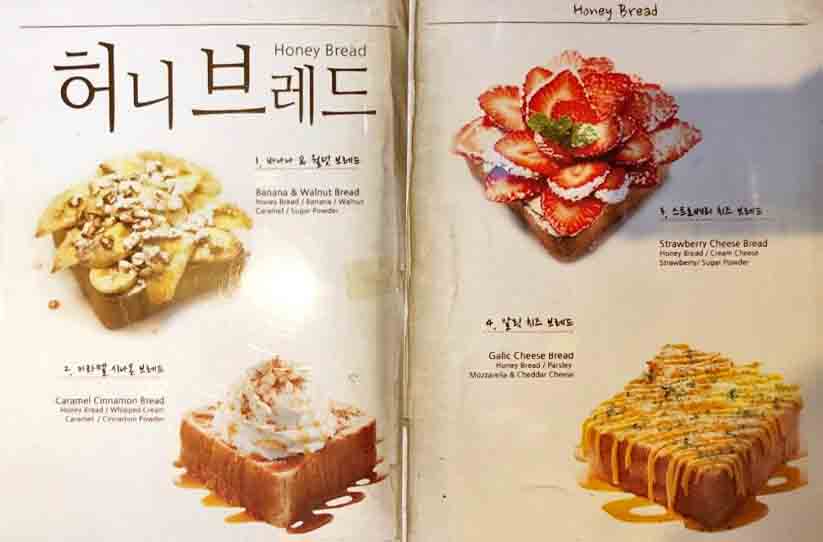 Honey Bread
허니브레드
1. 바나나 & 월넛 브레드
Banana & Walnut Bread
Honey Bread / Banana / Walnut
Caramel / Sugar Powder
2. 카라멜 시나몬 브레드
Caramel Cinnamon Bread
Honey Bread / Whipped Cream
Caramel / Cinnamon Powder
Honey Bread
3. 스트로베리 치즈 브레드
Strawberry Cheese Bread
Honey Bread / Cream Cheese
Strawberry/ Sugar Powder
4. 갈릭 치즈 브레드
Galic Cheese Bread
Honey Bread / Parsley
Mozzarella & Cheddar Cheese